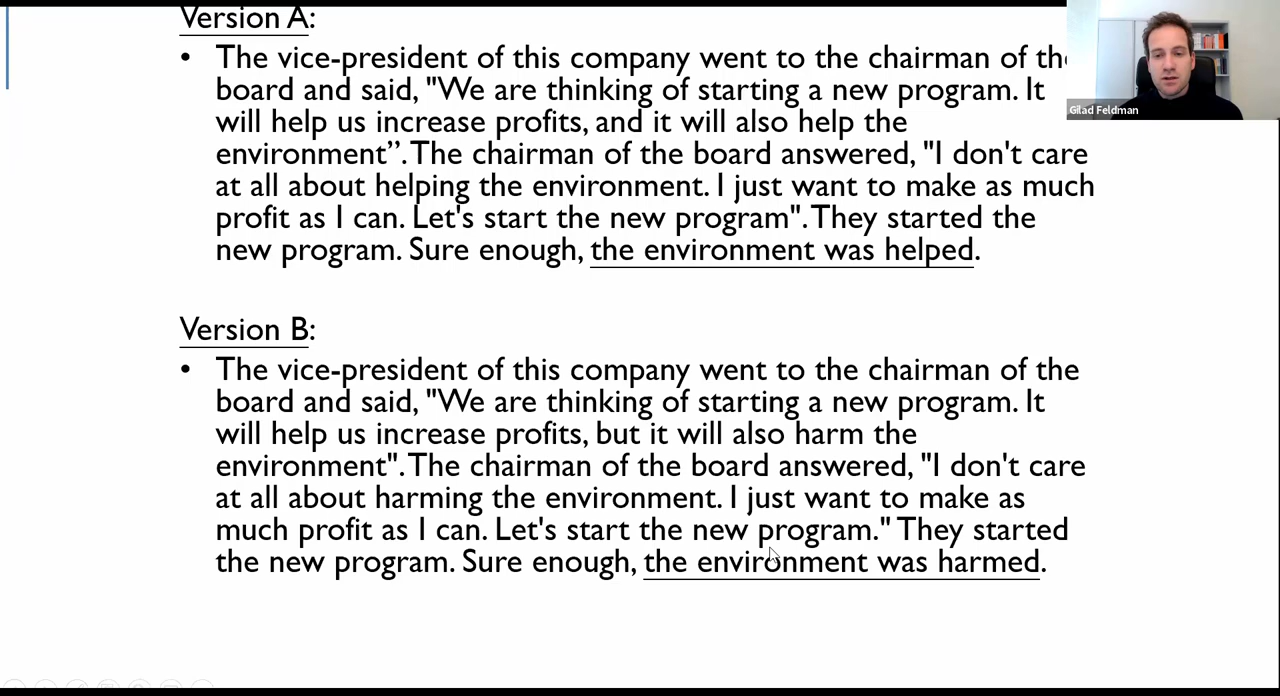 Version A:
• The vice-president of this company went to the chairman of the
board and said, "We are thinking of starting a new program. It
will help us increase profits, and it will also help the
environment”. The chairman of the board answered, "I don't care
at all about helping the environment. I just want to make as much
profit as I can. Let's start the new program". They started the
new program. Sure enough, the environment was helped.
Gilad Feldman
Version B:
• The vice-president of this company went to the chairman of the
board and said, "We are thinking of starting a new program. It
will help us increase profits, but it will also harm the
environment". The chairman of the board answered, "I don't care
at all about harming the environment. I just want to make as
much profit as I can. Let's start the new program." They started
the new program. Sure enough, the environment was harmed.